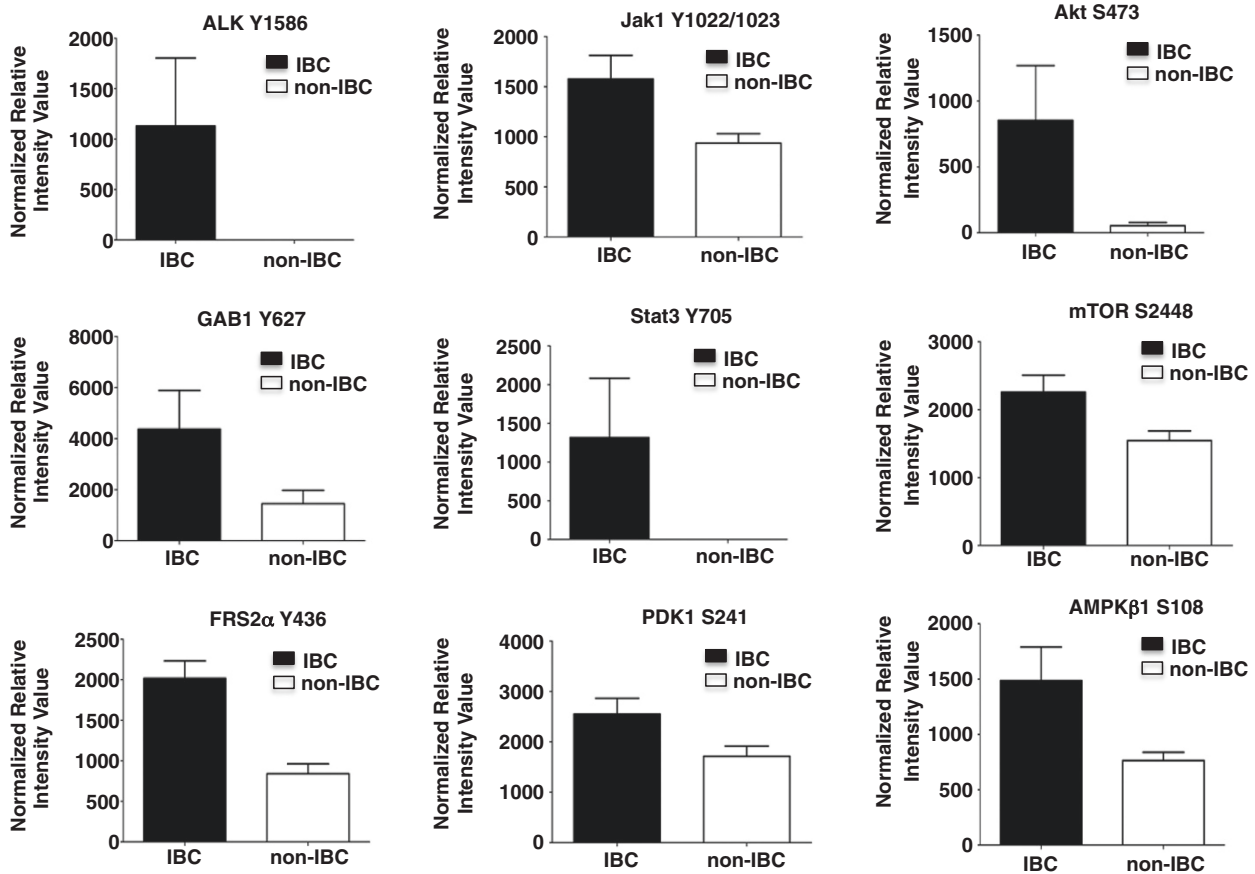 ALK Y1586
Normalized Relative
Intensity Value
2000
1500
1000
500
0
IBC
non-IBC
IBC
non-IBC
Jak1 Y1022/1023
Normalized Relative
Intensity Value
2000
1500
1000
500
0
IBC
non-IBC
IBC
non-IBC
Akt S473
Normalized Relative
Intensity Value
1500
1000
500
0
IBC
non-IBC
IBC
non-IBC
GAB1 Y627
Normalized Relative
Intensity Value
8000
6000
4000
2000
0
IBC
non-IBC
IBC
non-IBC
Stat3 Y705
Normalized Relative
Intensity Value
2500
2000
1500
1000
500
0
IBC
non-IBC
IBC
non-IBC
mTOR S2448
Normalized Relative
Intensity Value
3000
2000
1000
0
IBC
non-IBC
IBC
non-IBC
FRS2α Y436
Normalized Relative
Intensity Value
2500
2000
1500
1000
500
0
IBC
non-IBC
IBC
non-IBC
PDK1 S241
Normalized Relative
Intensity Value
4000
3000
2000
1000
0
IBC
non-IBC
IBC
non-IBC
AMPKβ1 S108
Normalized Relative
Intensity Value
2000
1500
1000
500
0
IBC
non-IBC
IBC
non-IBC